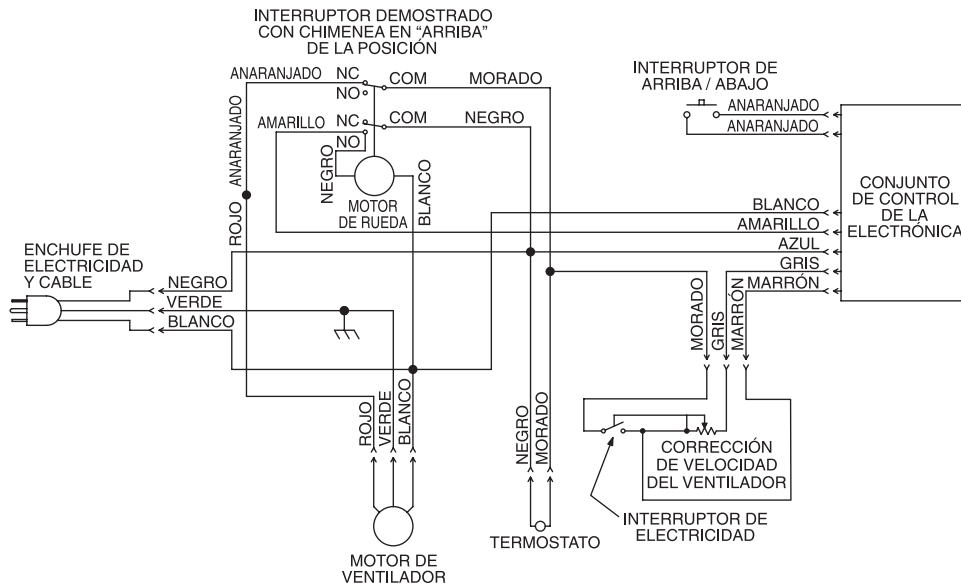 INTERRUPTOR DEMOSTRADO
CON CHIMENEA EN “ARRIBA”
DE LA POSICIÓN
ANARANJADO
NC
COM
MORADO
NO
AMARILLO
NC
COM
NEGRO
NO
ANARANJADO
NEGRO
BLANCO
MOTOR
DE RUEDA
ROJO
INTERRUPTOR DE
ARRIBA / ABAJO
ANARANJADO
ANARANJADO
CONJUNTO
DE CONTROL
DE LA
ELECTRÓNICA
BLANCO
AMARILLO
AZUL
GRIS
MARRÓN
ENCHUFE DE
ELECTRICIDAD
Y CABLE
NEGRO
VERDE
BLANCO
MORADO
GRIS
MARRÓN
ROJO
VERDE
BLANCO
NEGRO
MORADO
CORRECCIÓN
DE VELOCIDAD
DEL VENTILADOR
INTERRUPTOR DE
ELECTRICIDAD
TERMOSTATO
MOTOR DE
VENTILADOR